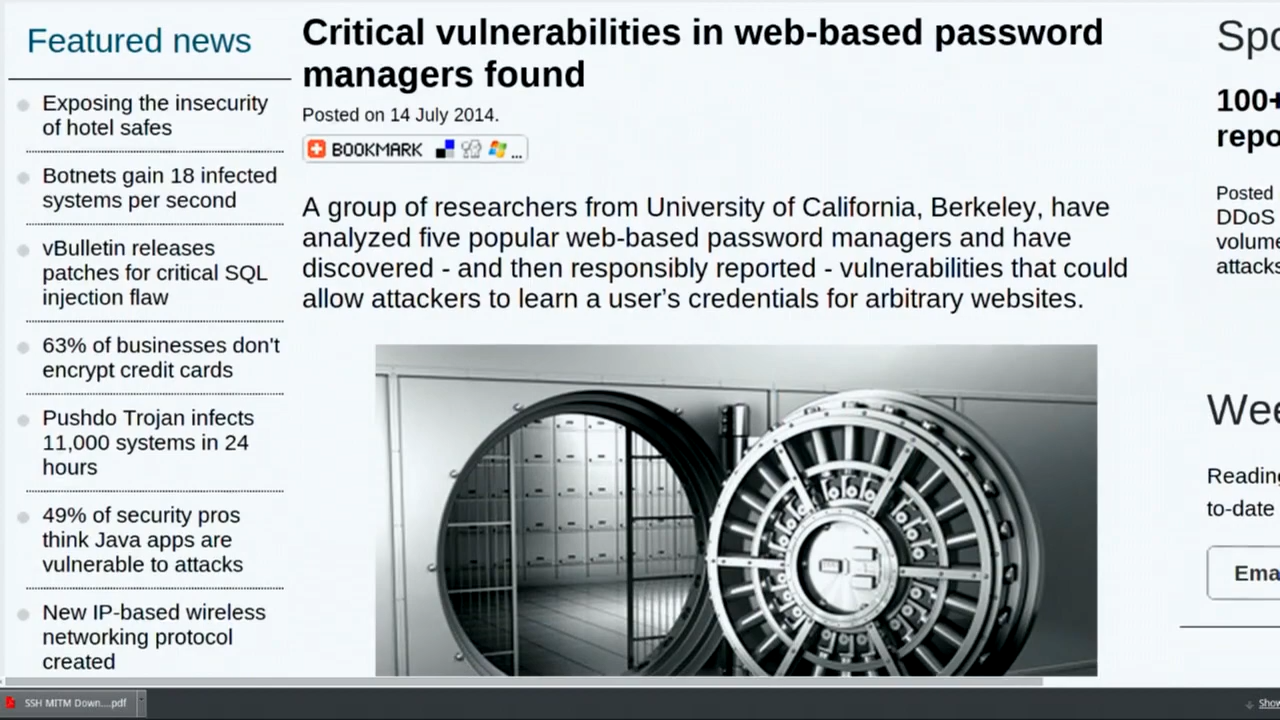 Featured news
Exposing the insecurity
of hotel safes
Botnets gain 18 infected
systems per second
vBulletin releases
patches for critical SQL
injection flaw
63% of businesses don't
encrypt credit cards
Pushdo Trojan infects
11,000 systems in 24
hours
49% of security pros
think Java apps are
vulnerable to attacks
New IP-based wireless
networking protocol
created
Critical vulnerabilities in web-based password
managers found
Posted on 14 July 2014.
BOOKMARK ...
A group of researchers from University of California, Berkeley, have
analyzed five popular web-based password managers and have
discovered - and then responsibly reported - vulnerabilities that could
allow attackers to learn a user’s credentials for arbitrary websites.
Spo
100+
repo
Posted
DDoS
volume
attacks
Wee
Reading
to-date
Ema
SSH MITM Down....pdf
Show